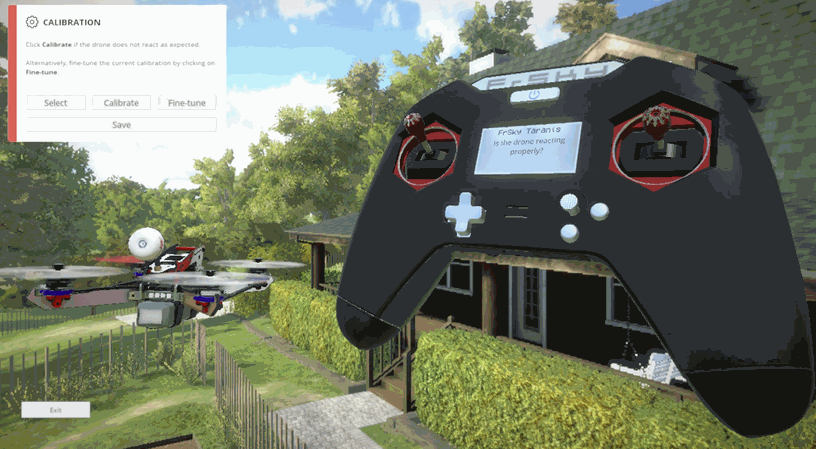 CALIBRATION
Click Calibrate if the drone does not react as expected.
Alternatively, fine-tune the current calibration by clicking on
Fine-tune.
Select
Calibrate
Fine-tune
Save
FrSKY
FrSky Taranis
Is the drone reacting
properly?
Exit